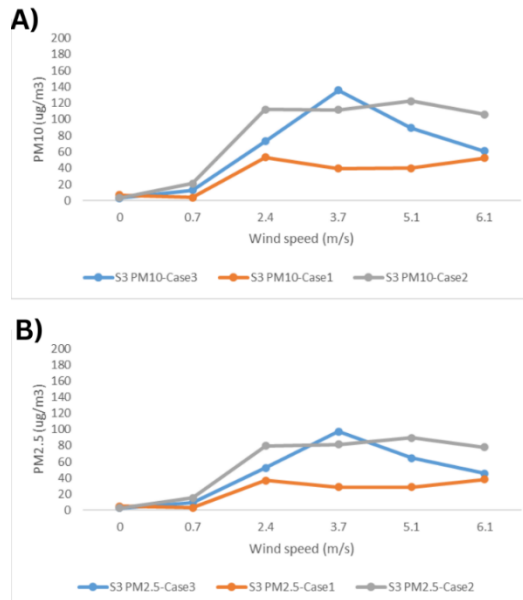 A)
200
180
160
140
120
100
80
60
40
20
0
PM10 (ug/m3)
0 0.7 2.4 3.7 5.1 6.1
Wind speed (m/s)
S3 PM10-Case3 S3 PM10-Case1 S3 PM10-Case2
B)
200
180
160
140
120
100
80
60
40
20
0
PM2.5 (ug/m3)
0 0.7 2.4 3.7 5.1 6.1
Wind speed (m/s)
S3 PM2.5-Case3 S3 PM2.5-Case1 S3 PM2.5-Case2